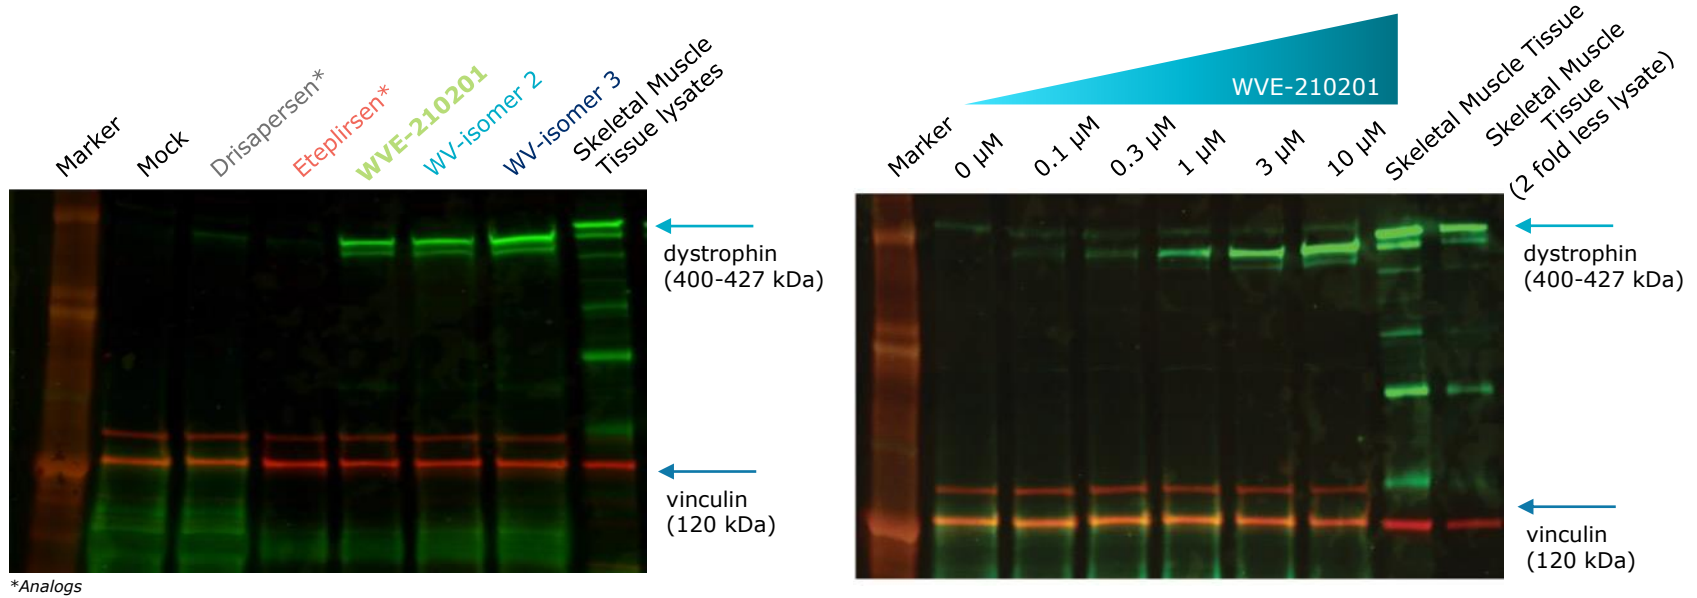 Marker
Mock
Drisapersen*
Eteplirsen*
WVE-210201
WV-isomer 2
WV-isomer 3
Skeletal Muscle
Tissue lysates
dystrophin
(400-427 kDa)
vinculin
(120 kDa)
*Analogs
WVE-210201
Marker
0 µM
0.1 µM
0.3 µM
1 µM
3 µM
10 µM
Skeletal Muscle Tissue
Skeletal Muscle
Tissue
(2 fold less lysate)
dystrophin
(400-427 kDa)
vinculin
(120 kDa)